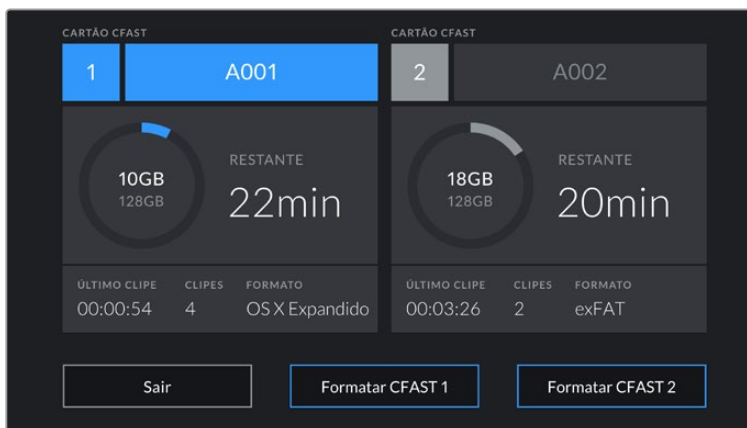 CARTÃO CFAST CARTÃO CFAST
1 A001 2 A002
10GB
128GB
RESTANTE
22min
18GB
128GB
RESTANTE
20min
ÚLTIMO CLIPE CLIPES FORMATO
00:00:54 4 OS X Expandido
ÚLTIMO CLIPE CLIPES FORMATO
00:03:26 2 exFAT
Sair Formatar CFAST 1 Formatar CFAST 2